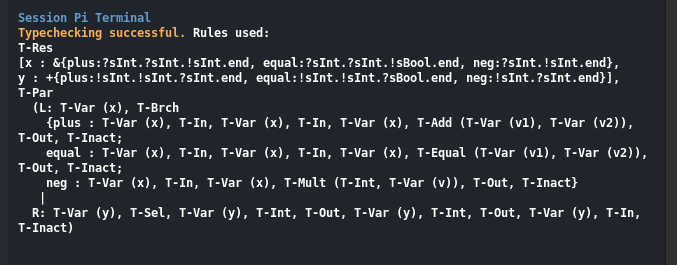 Session Pi Terminal
Typechecking successful. Rules used:
T-Res
[x : &{plus:?sInt.?sInt.!sInt.end, equal:?sInt.?sInt.!sBool.end, neg:?sInt.!sInt.end},
y : +{plus:!sInt.!sInt.?sInt.end, equal:!sInt.!sInt.?sBool.end, neg:!sInt.?sInt.end}],
T-Par
(L: T-Var (x), T-Brch
{plus : T-Var (x), T-In, T-Var (x), T-In, T-Var (x), T-Add (T-Var (v1), T-Var (v2)),
T-Out, T-Inact;
equal : T-Var (x), T-In, T-Var (x), T-In, T-Var (x), T-Equal (T-Var (v1), T-Var (v2)),
T-Out, T-Inact;
neg : T-Var (x), T-In, T-Var (x), T-Mult (T-Int, T-Var (v)), T-Out, T-Inact}
|
R: T-Var (y), T-Sel, T-Var (y), T-Int, T-Out, T-Var (y), T-Int, T-Out, T-Var (y), T-In,
T-Inact)